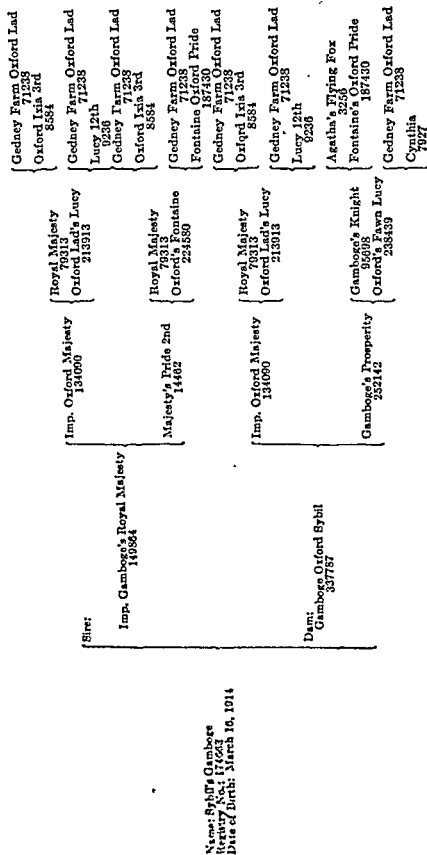 Name: Sybil's Gamboge
Registry No.: 174663
Date of Birth: March 16, 1914
Sire:
Imp. Gamboge's Royal Majesty
149864
Dam:
Gamboge Oxford Sybil
337787
Imp. Oxford Majesty
134090
Majesty's Pride 2nd
14462
Imp. Oxford Majesty
134090
Gamboge's Prosperity
252142
Royal Majesty
79313
Oxford Lad's Lucy
213913
Royal Majesty
79313
Oxford's Fontaine
224580
Royal Majesty
79313
Oxford Lad's Lucy
213913
Gamboge's Knight
95698
Oxford's Fawn Lucy
238439
Gedney Farm Oxford Lad
71238
Oxford Ixia 3rd
8584
Gedney Farm Oxford Lad
71238
Lucy 12th
9236
Gedney Farm Oxford Lad
71238
Oxford Ixia 3rd
8584
Gedney Farm Oxford Lad
71238
Fontaine Oxford Pride
187430
Gedney Farm Oxford Lad
71238
Oxford Ixia 3rd
8584
Gedney Farm Oxford Lad
71238
Lucy 12th
9236
Agatha's Flying Fox
3256
Fontaine's Oxford Pride
187430
Gedney Farm Oxford Lad
71238
Cynthia
7927